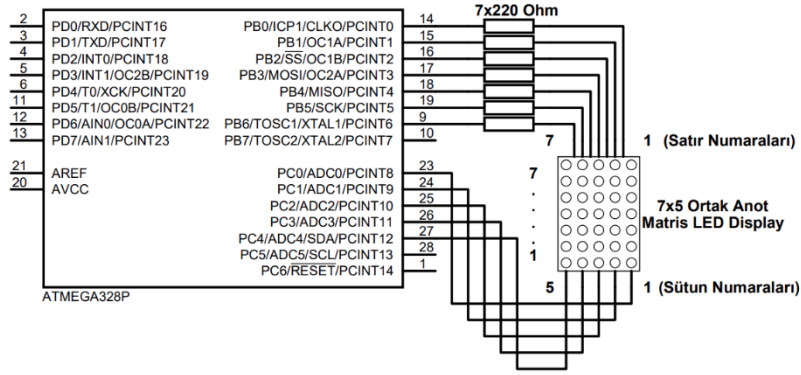 7x220 Ohm
2 PD0/RXD/PCINT16 PB0/ICP1/CLKO/PCINT0 14
3 PD1/TXD/PCINT17 PB1/OC1A/PCINT1 15
4 PD2/INT0/PCINT18 PB2/SS/OC1B/PCINT2 16
5 PD3/INT1/OC2B/PCINT19 PB3/MOSI/OC2A/PCINT3 17
6 PD4/T0/XCK/PCINT20 PB4/MISO/PCINT4 18
11 PD5/T1/OC0B/PCINT21 PB5/SCK/PCINT5 19
12 PD6/AIN0/OC0A/PCINT22 PB6/TOSC1/XTAL1/PCINT6 9
13 PD7/AIN1/PCINT23 PB7/TOSC2/XTAL2/PCINT7 10
7 1 (Satır Numaraları)
21 AREF PC0/ADC0/PCINT8 23
20 AVCC PC1/ADC1/PCINT9 24
PC2/ADC2/PCINT10 25
PC3/ADC3/PCINT11 26
PC4/ADC4/SDA/PCINT12 27
PC5/ADC5/SCL/PCINT13 28
PC6/RESET/PCINT14 1
7
.
.
.
1
7x5 Ortak Anot
Matris LED Display
5 1 (Sütun Numaraları)
ATMEGA328P